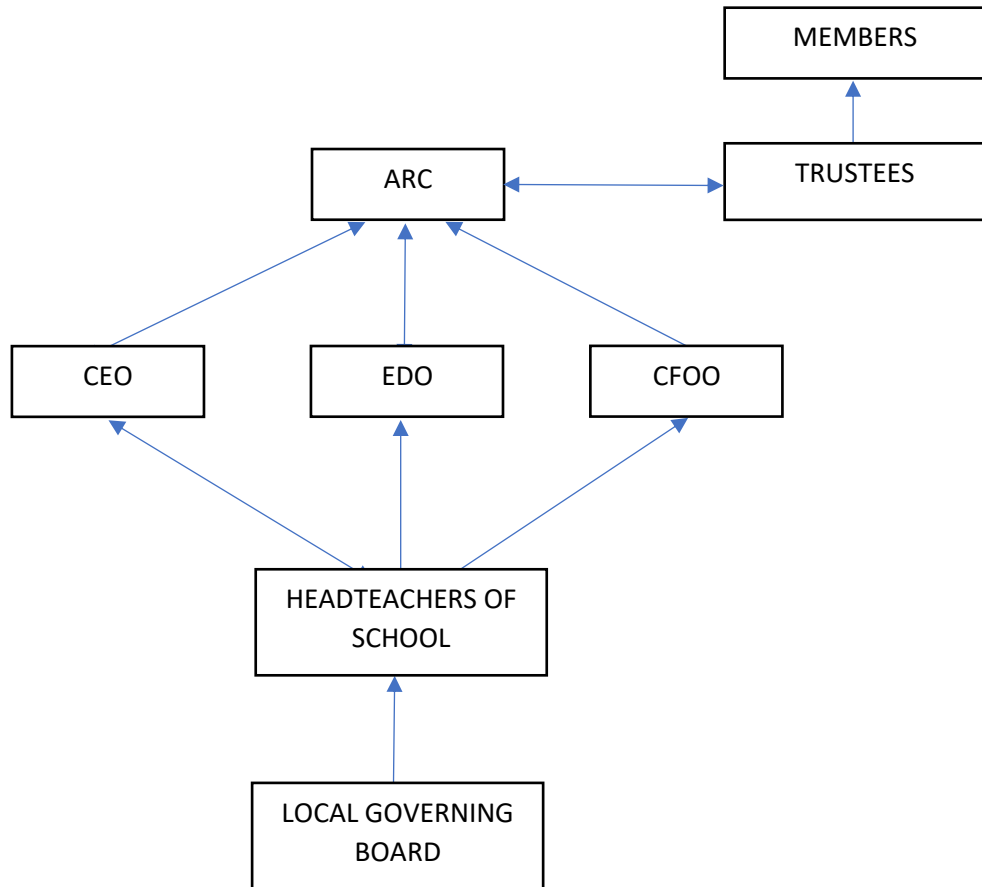 MEMBERS
ARC
TRUSTEES
CEO
EDO
CFOO
HEADTEACHERS OF
SCHOOL
LOCAL GOVERNING
BOARD